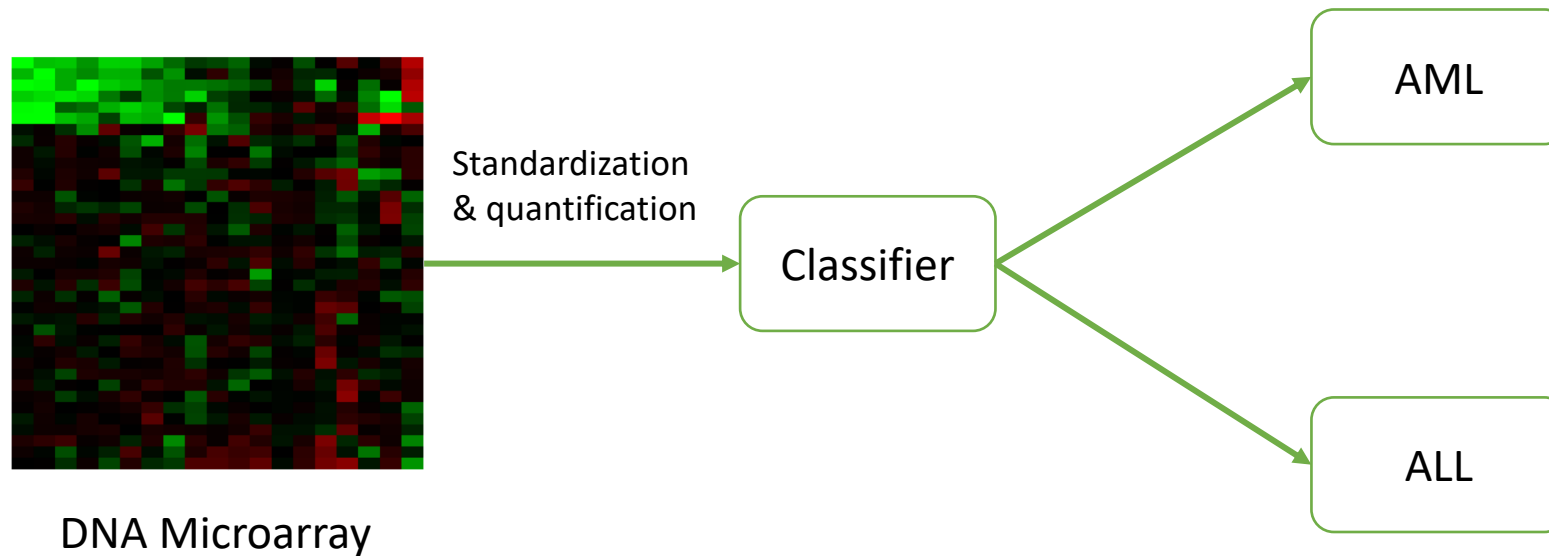 Standardization
& quantification
Classifier
AML
ALL
DNA Microarray